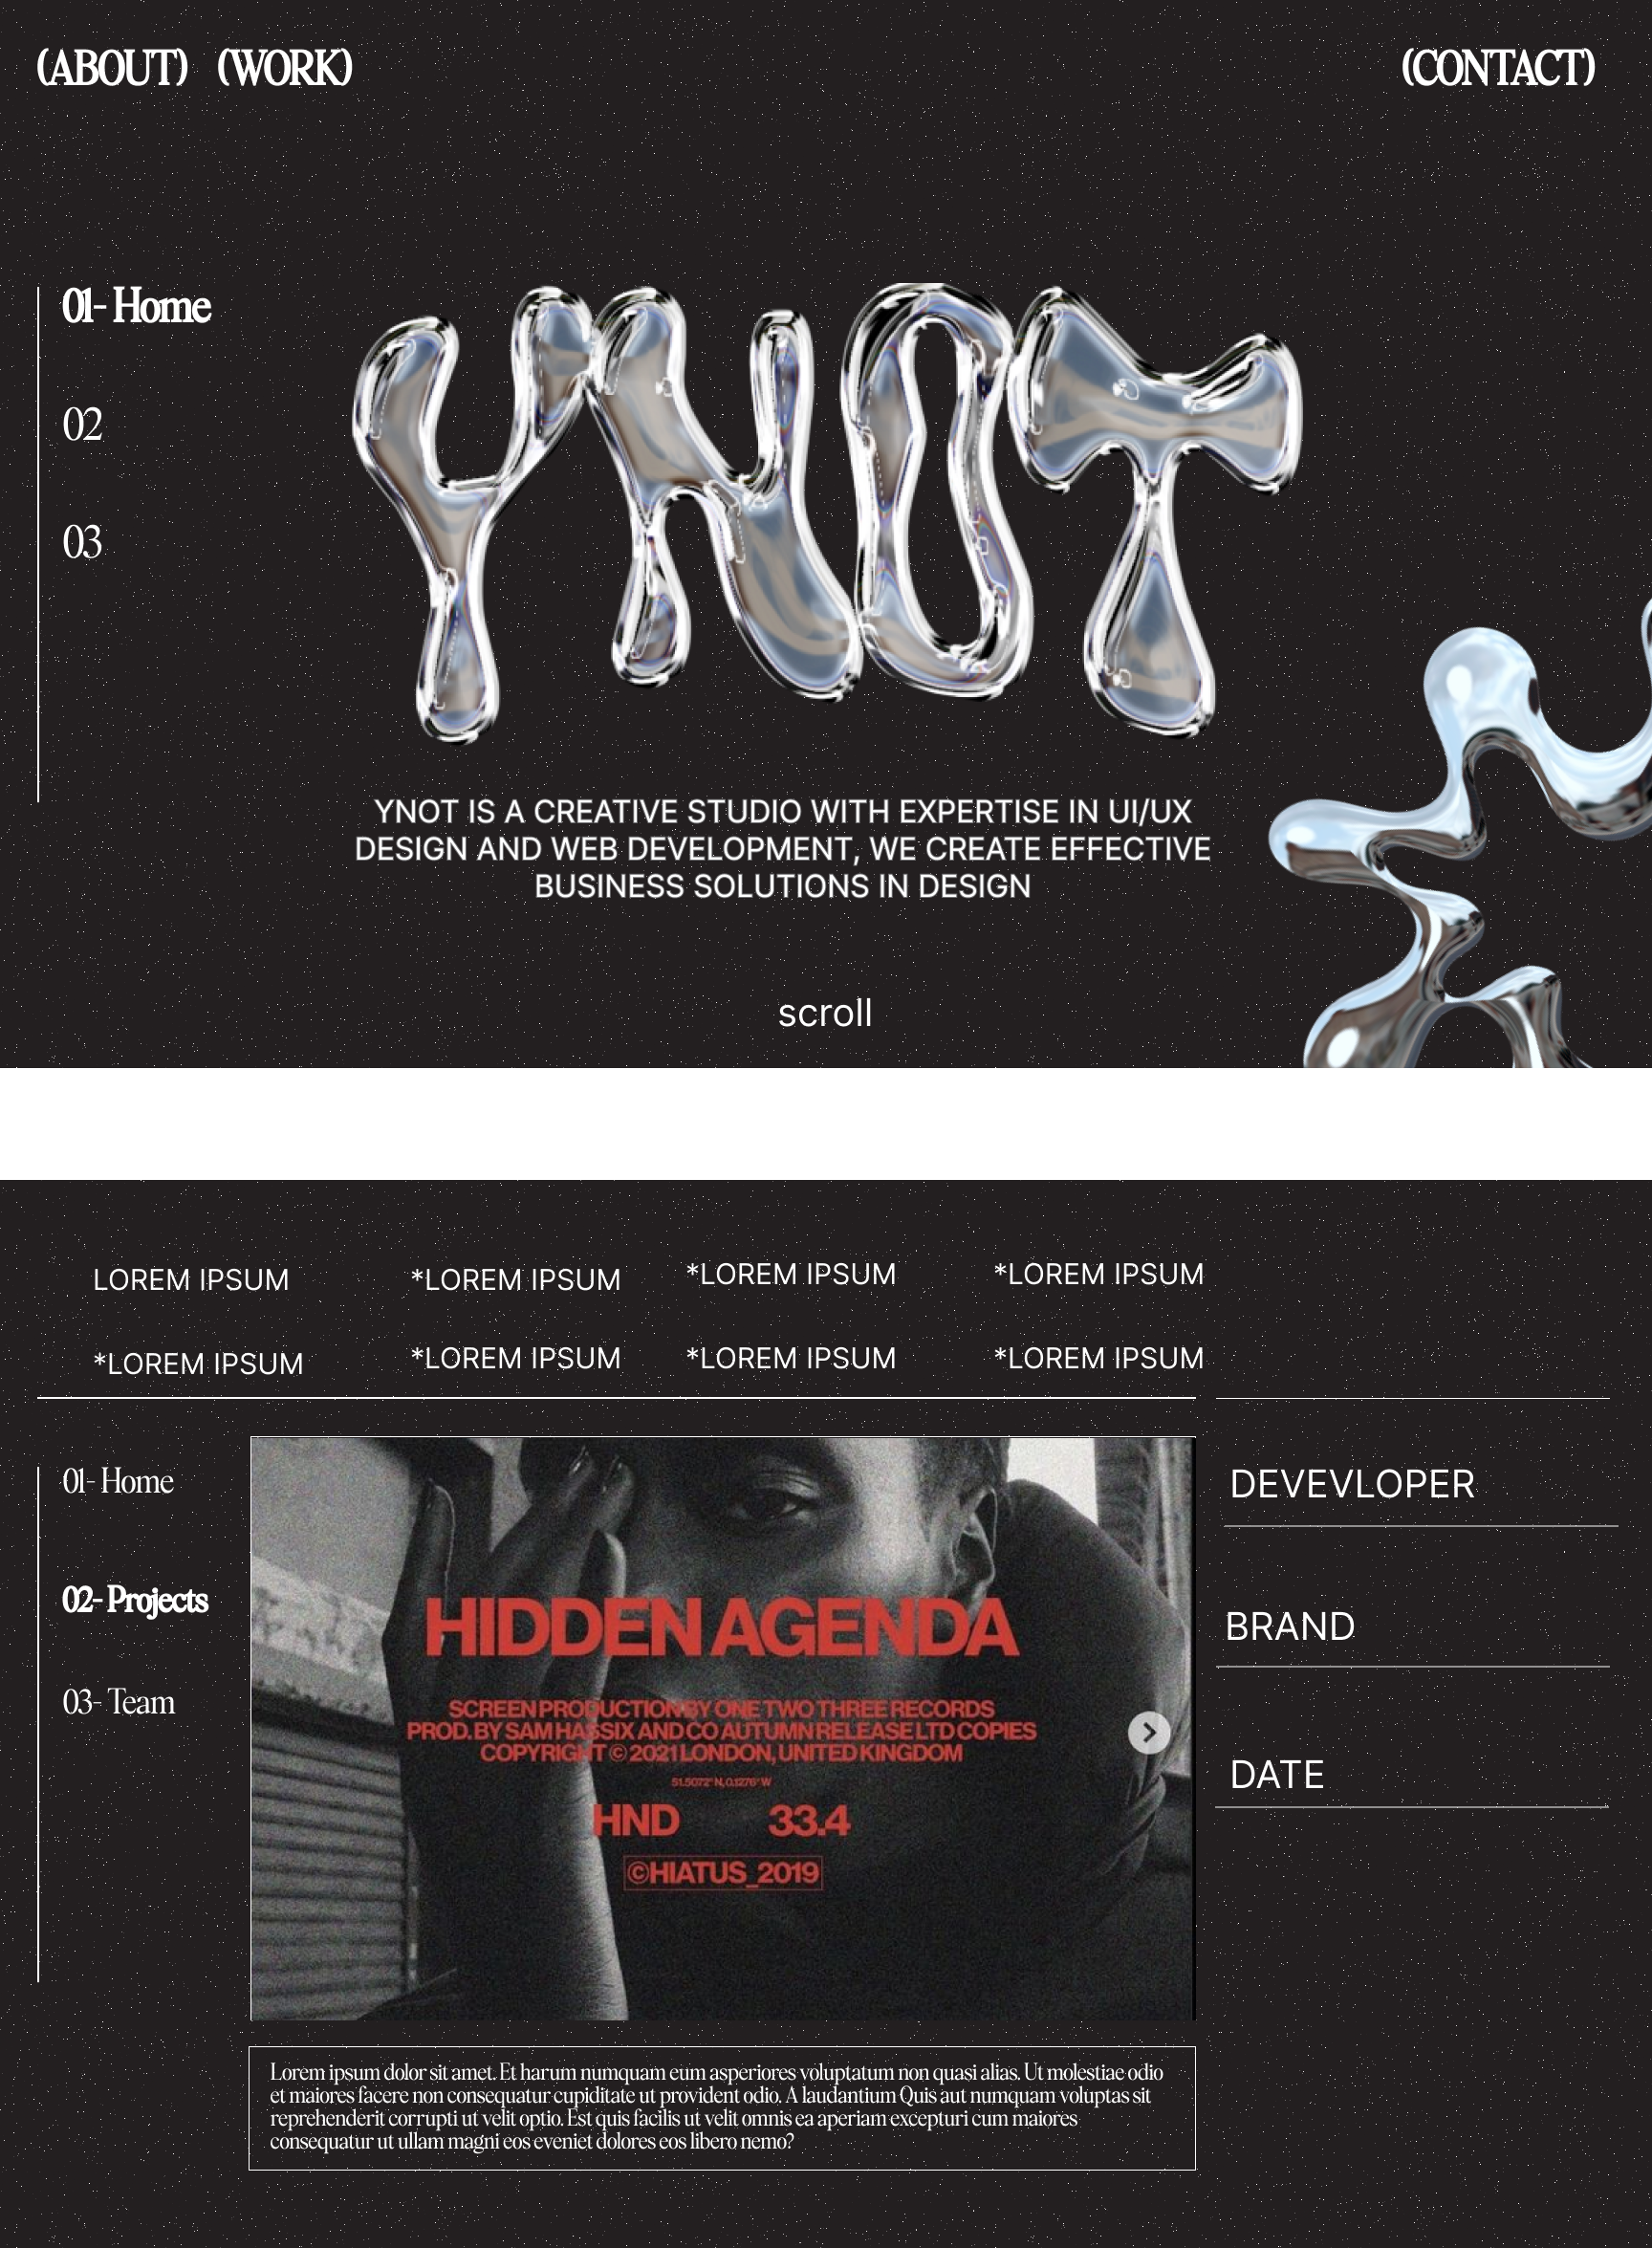 (ABOUT) (WORK) (CONTACT)
01- Home
02
03
YNOT
YNOT IS A CREATIVE STUDIO WITH EXPERTISE IN UI/UX
DESIGN AND WEB DEVELOPMENT, WE CREATE EFFECTIVE
BUSINESS SOLUTIONS IN DESIGN
scroll
LOREM IPSUM *LOREM IPSUM *LOREM IPSUM *LOREM IPSUM
*LOREM IPSUM *LOREM IPSUM *LOREM IPSUM *LOREM IPSUM
01- Home
02- Projects
03- Team
HIDDEN AGENDA
SCREEN PRODUCTION BY ONE TWO THREE RECORDS
PROD. BY SAM HASSIX AND CO AUTUMN RELEASE LTD COPIES
COPYRIGHT © 2021 LONDON, UNITED KINGDOM
51.5072° N, 0.1276° W
HND 33.4
©HIATUS_2019
DEVEVLOPER
BRAND
DATE
Lorem ipsum dolor sit amet. Et harum numquam eum asperiores voluptatum non quasi alias. Ut molestiae odio
et maiores facere non consequatur cupiditate ut provident odio. A laudantium Quis aut numquam voluptas sit
reprehenderit corrupti ut velit optio. Est quis facilis ut velit omnis ea aperiam excepturi cum maiores
consequatur ut ullam magni eos eveniet dolores eos libero nemo?